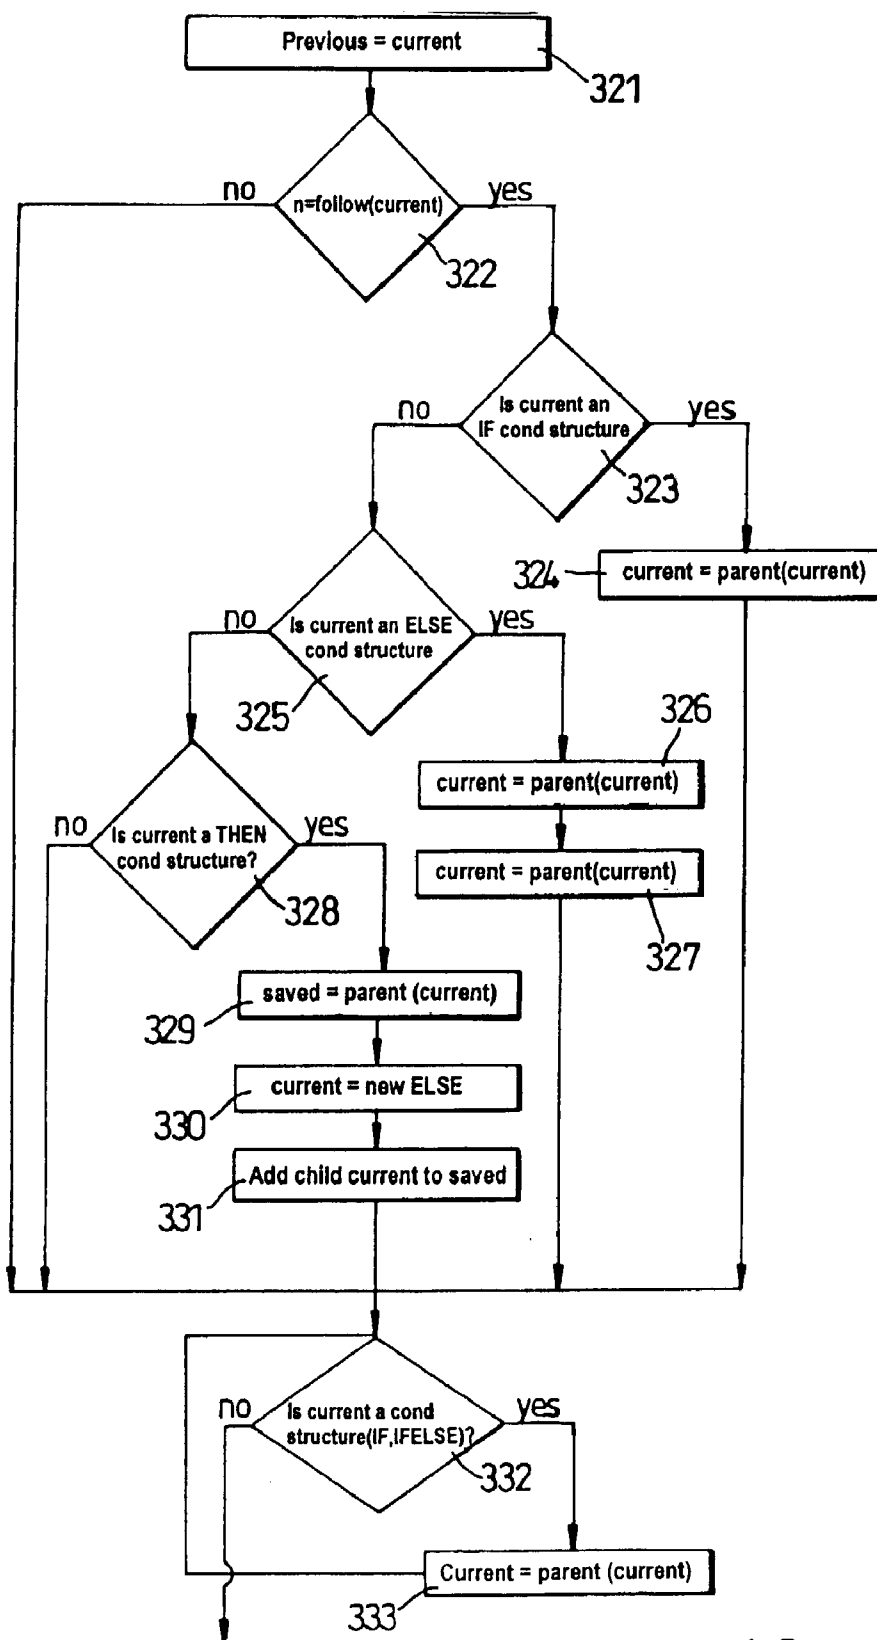 Previous = current
321
n=follow(current)
no
yes
322
Is current an
IF cond structure
no
yes
323
324
current = parent(current)
Is current an ELSE
cond structure
no
yes
325
326
current = parent(current)
Is current a THEN
cond structure?
no
yes
328
current = parent(current)
327
saved = parent (current)
329
current = new ELSE
330
Add child current to saved
331
Is current a cond
structure(IF,IFELSE)?
no
yes
332
Current = parent (current)
333